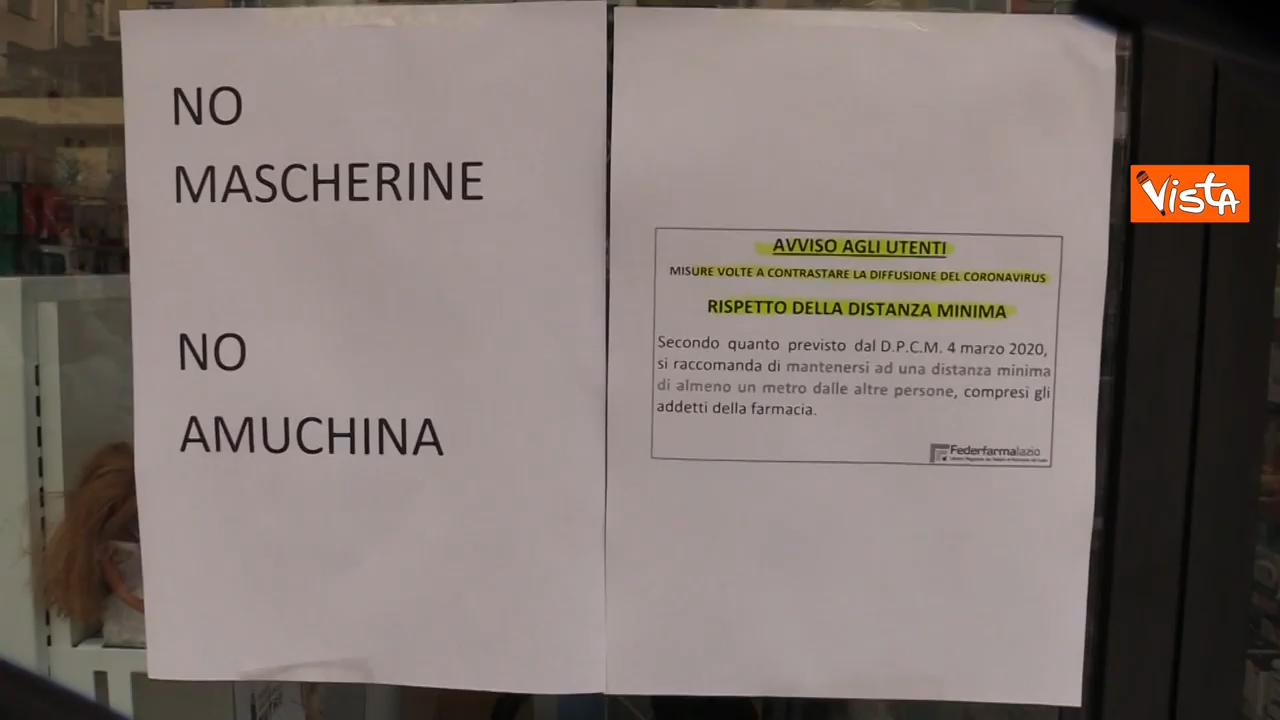 NO
MASCHERINE
NO
AMUCHINA
AVVISO AGLI UTENTI
MISURE VOLTE A CONTRASTARE LA DIFFUSIONE DEL CORONAVIRUS
RISPETTO DELLA DISTANZA MINIMA
Secondo quanto previsto dal D.P.C.M. 4 marzo 2020,
si raccomanda di mantenersi ad una distanza minima
di almeno un metro dalle altre persone, compresi gli
addetti della farmacia.
Federfarmalazio
VISTA